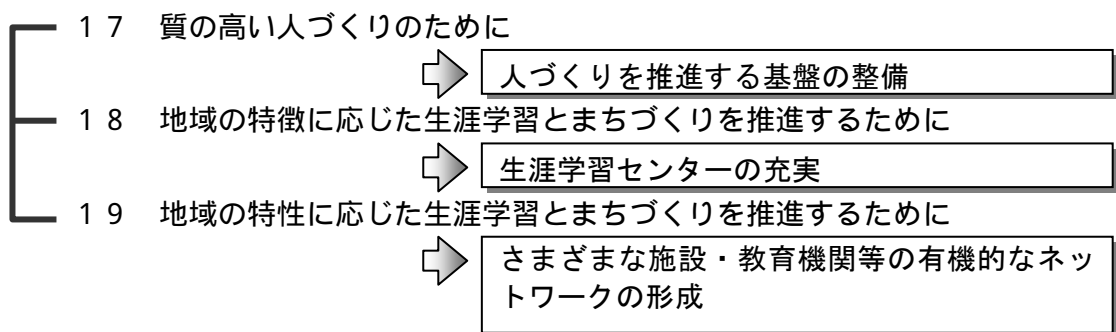 １７　質の高い人づくりのために
人づくりを推進する基盤の整備
１８　地域の特徴に応じた生涯学習とまちづくりを推進するために
生涯学習センターの充実
１９　地域の特性に応じた生涯学習とまちづくりを推進するために
さまざまな施設・教育機関等の有機的なネッ
トワークの形成